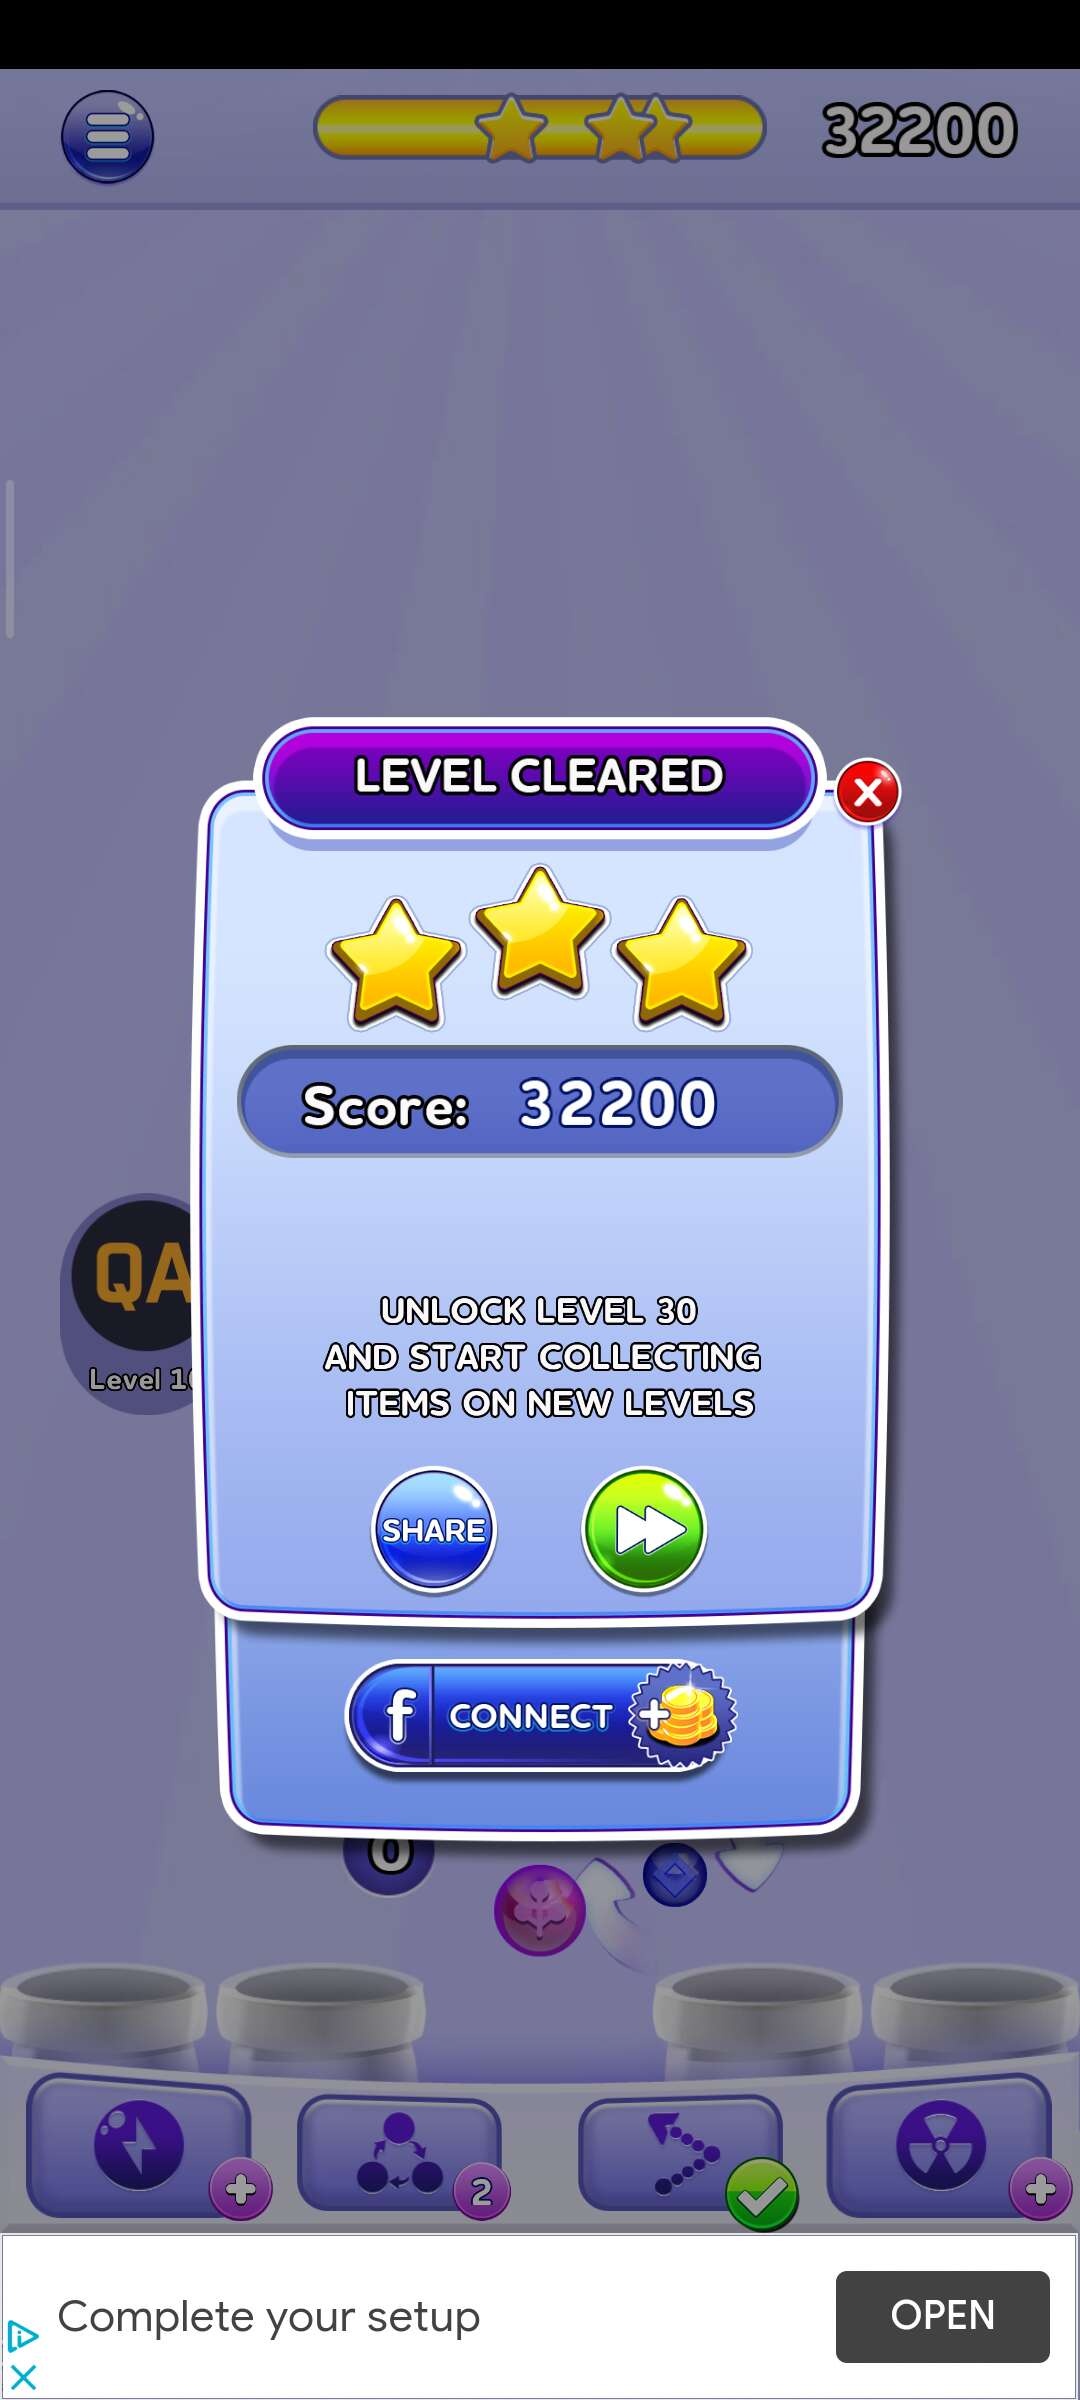 32200
LEVEL CLEARED
Score: 32200
QA
Level 10
UNLOCK LEVEL 30
AND START COLLECTING
ITEMS ON NEW LEVELS
SHARE
f CONNECT +
0
2
Complete your setup
OPEN